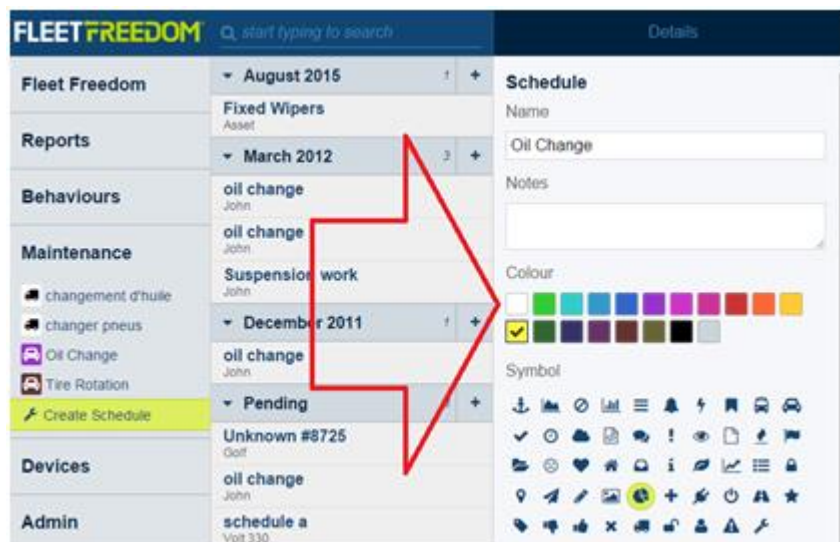 FLEETFREEDOM
start typing to search
Details
Fleet Freedom
Reports
Behaviours
Maintenance
changement d'huile
changer pneus
Oil Change
Tire Rotation
Create Schedule
Devices
Admin
August 2015 1 +
Fixed Wipers
Asset
March 2012 3 +
oil change
John
oil change
John
Suspension work
John
December 2011 1 +
oil change
John
Pending +
Unknown #8725
Golf
oil change
John
schedule a
Volt 330
Schedule
Name
Oil Change
Notes
Colour
Symbol